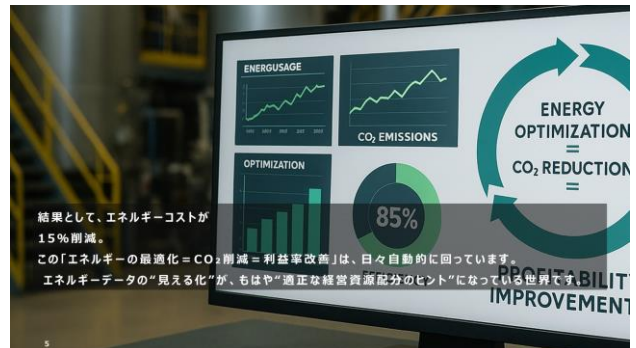 ENERGUSAGE
CO₂ EMISSIONS
OPTIMIZATION
85%
ENERGY
OPTIMIZATION
=
CO₂ REDUCTION
=
PROFITABILITY
IMPROVEMENT
結果として、エネルギーコストが
15%削減。
この「エネルギーの最適化=CO₂削減=利益率改善」は、日々自動的に回っています。
エネルギーデータの“見える化”が、もはや“適正な経営資源配分のヒント”になっている世界です。
5